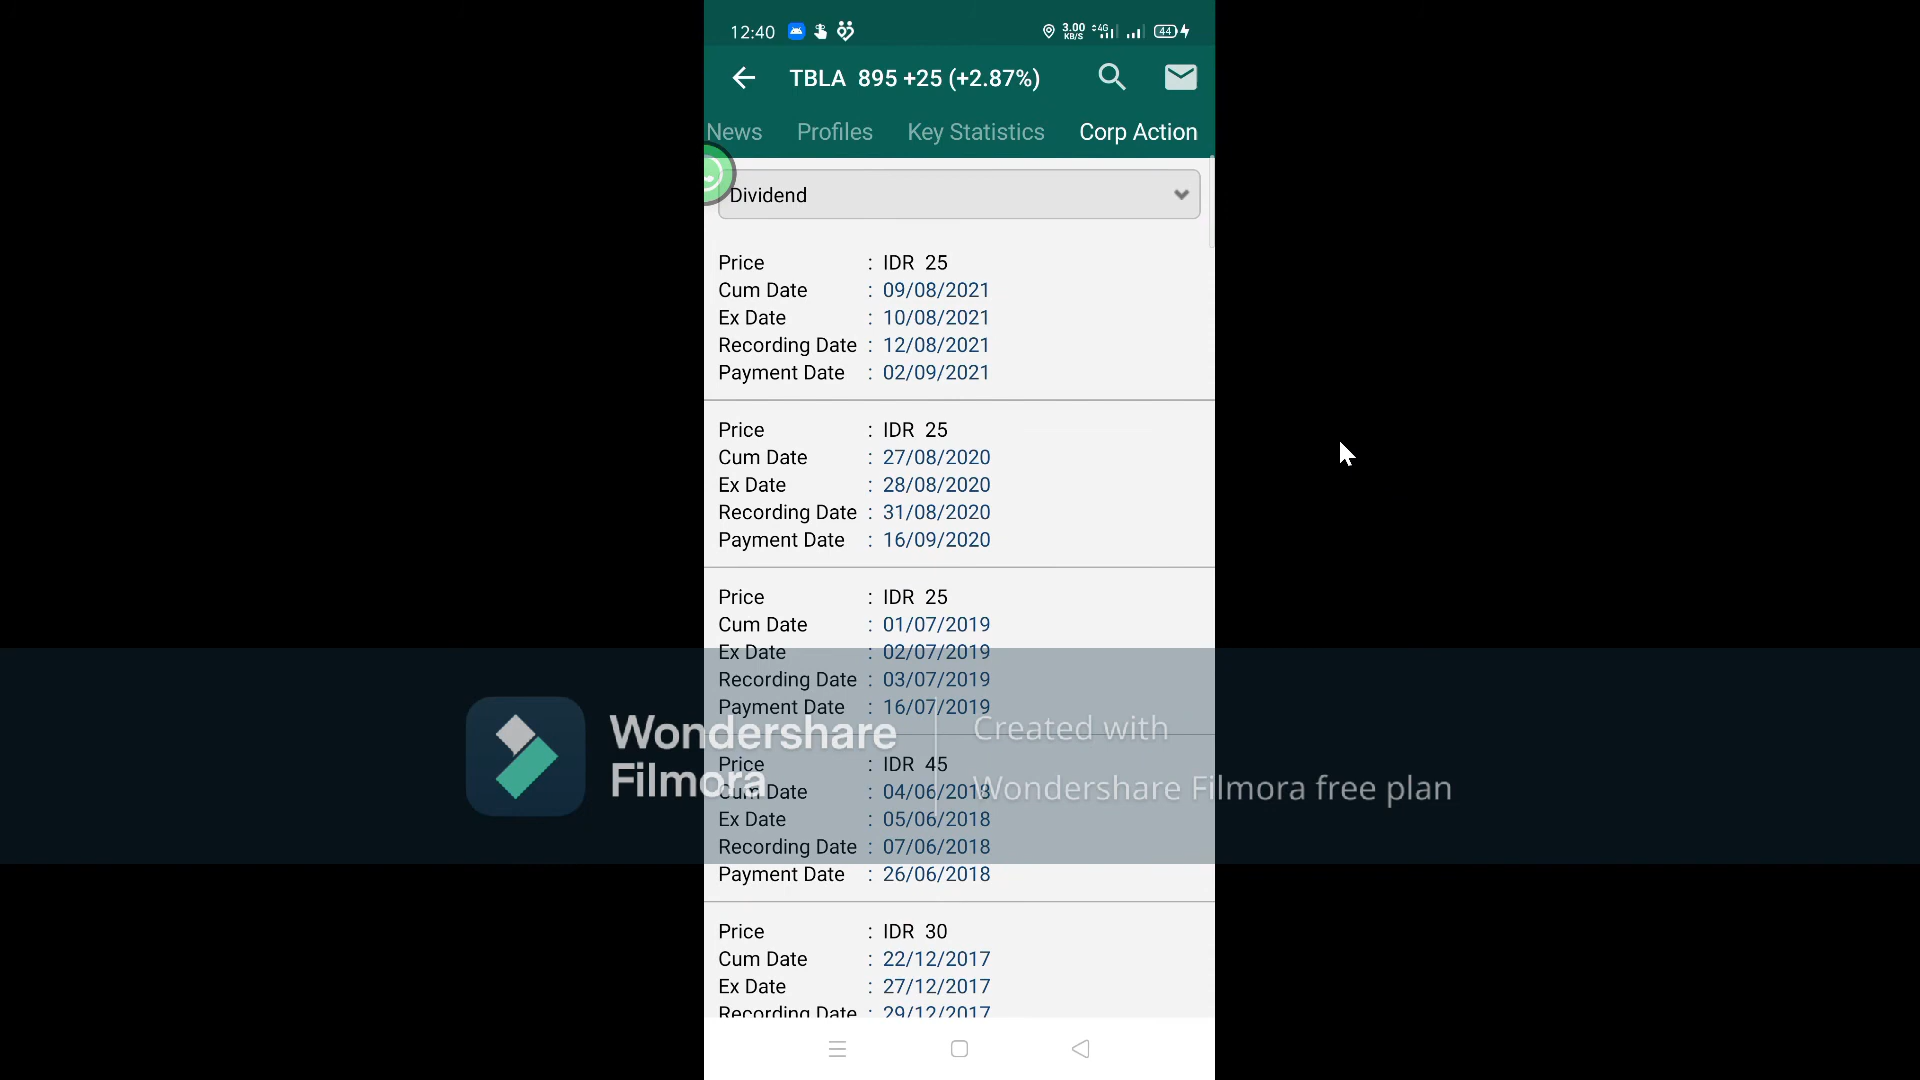 12:40 3.00 KB/S 4G 44
TBLA 895 +25 (+2.87%)
News Profiles Key Statistics Corp Action
Dividend
Price : IDR 25
Cum Date : 09/08/2021
Ex Date : 10/08/2021
Recording Date : 12/08/2021
Payment Date : 02/09/2021
Price : IDR 25
Cum Date : 27/08/2020
Ex Date : 28/08/2020
Recording Date : 31/08/2020
Payment Date : 16/09/2020
Price : IDR 25
Cum Date : 01/07/2019
Ex Date : 02/07/2019
Recording Date : 03/07/2019
Payment Date : 16/07/2019
Price : IDR 45
Cum Date : 04/06/2018
Ex Date : 05/06/2018
Recording Date : 07/06/2018
Payment Date : 26/06/2018
Price : IDR 30
Cum Date : 22/12/2017
Ex Date : 27/12/2017
Recording Date : 29/12/2017
Wondershare
Filmora
Created with
Wondershare Filmora free plan